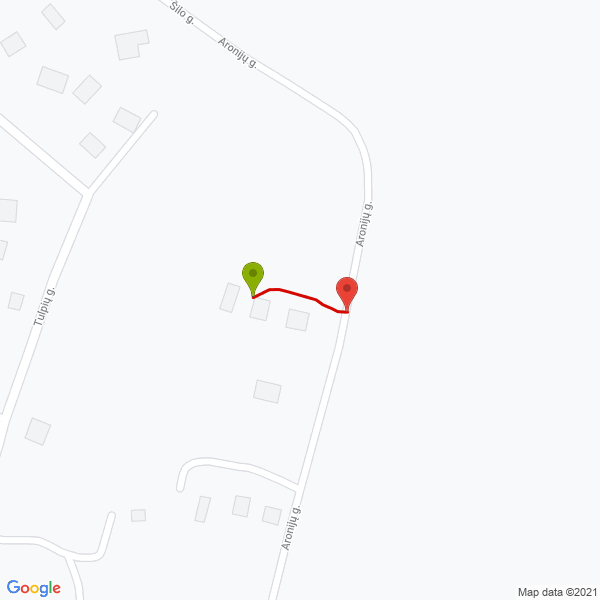 Šilo g.
Aronijų g.
Aronijų g.
Tulpių g.
Aronijų g.
Google
Map data ©2021